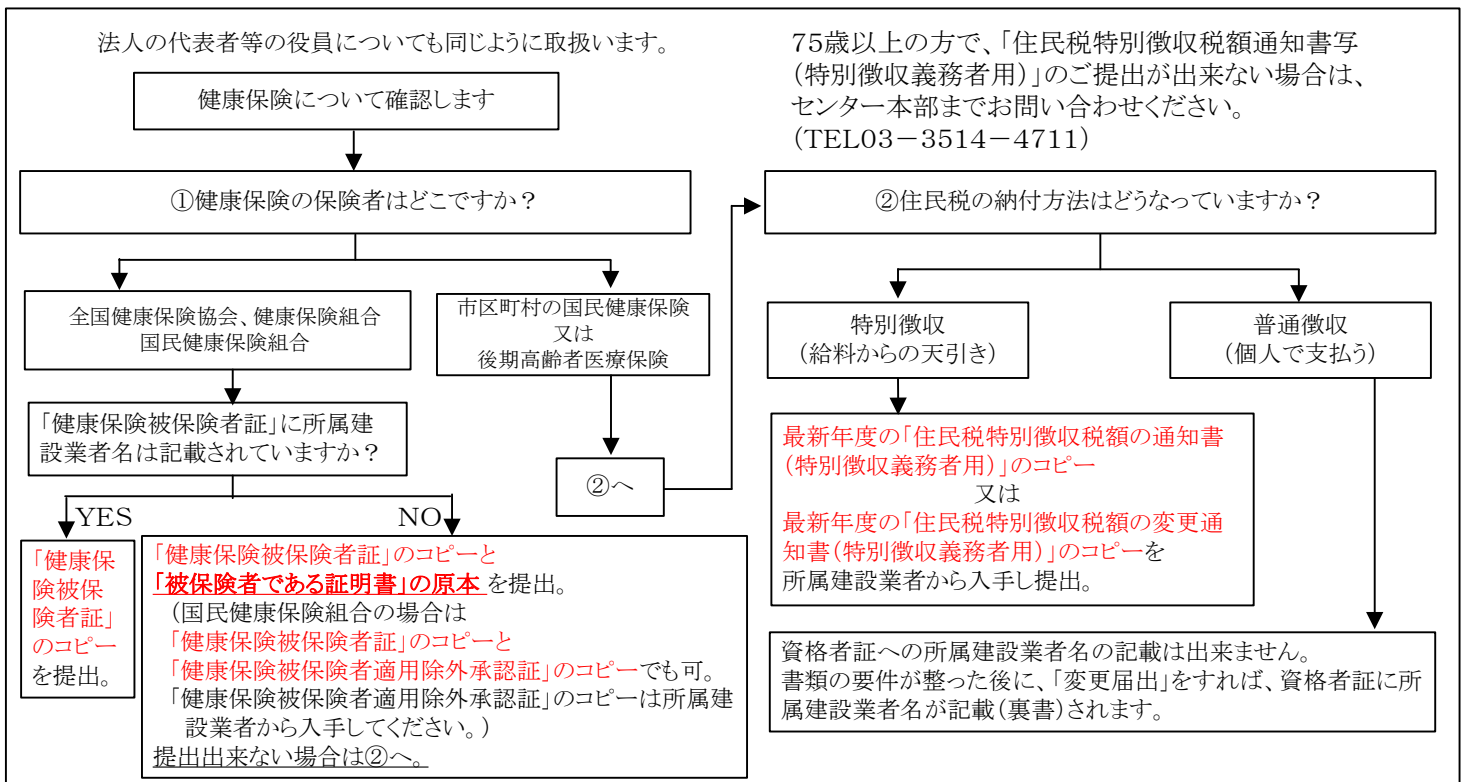 法人の代表者等の役員についても同じように取扱います。
健康保険について確認します
①健康保険の保険者はどこですか？
全国健康保険協会、健康保険組合
国民健康保険組合
市区町村の国民健康保険
又は
後期高齢者医療保険
「健康保険被保険者証」に所属建
設業者名は記載されていますか？
②へ
YES
NO
「健康保
険被保
険者証」
のコピー
を提出。
「健康保険被保険者証」のコピーと
「被保険者である証明書」の原本 を提出。
（国民健康保険組合の場合は
「健康保険被保険者証」のコピーと
「健康保険被保険者適用除外承認証」のコピーでも可。
「健康保険被保険者適用除外承認証」のコピーは所属建
設業者から入手してください。）
提出出来ない場合は②へ。
75歳以上の方で、「住民税特別徴収税額通知書写
（特別徴収義務者用）」のご提出が出来ない場合は、
センター本部までお問い合わせください。
（TEL03－3514－4711）
②住民税の納付方法はどうなっていますか？
特別徴収
（給料からの天引き）
普通徴収
（個人で支払う）
最新年度の「住民税特別徴収税額の通知書
（特別徴収義務者用）」のコピー
又は
最新年度の「住民税特別徴収税額の変更通
知書（特別徴収義務者用）」のコピーを
所属建設業者から入手し提出。
資格者証への所属建設業者名の記載は出来ません。
書類の要件が整った後に、「変更届出」をすれば、資格者証に所
属建設業者名が記載（裏書）されます。